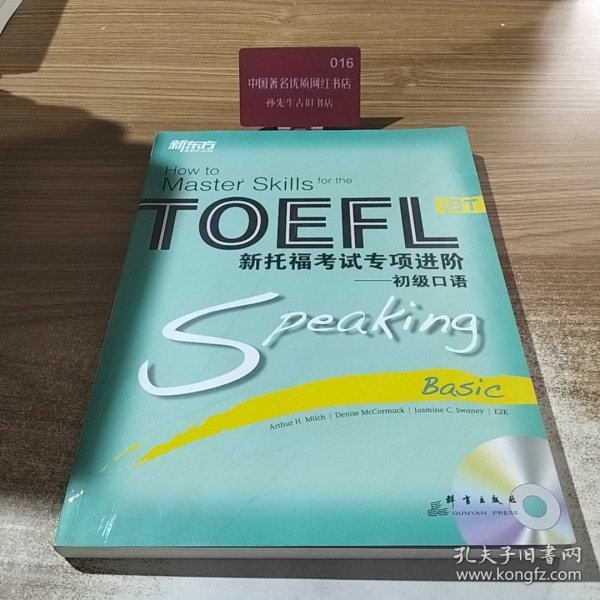 016
中国著名优质网红书店
孙先生古旧书店
新东方
XDF.CN
How to
Master Skills for the
TOEFL iBT
新托福考试专项进阶
——初级口语
Speaking
Basic
Arthur H. Milch | Denise McCormack | Jasmine C. Swaney | E2K
群言出版社
QUNYAN PRESS
孔夫子旧书网
www.kongfz.com